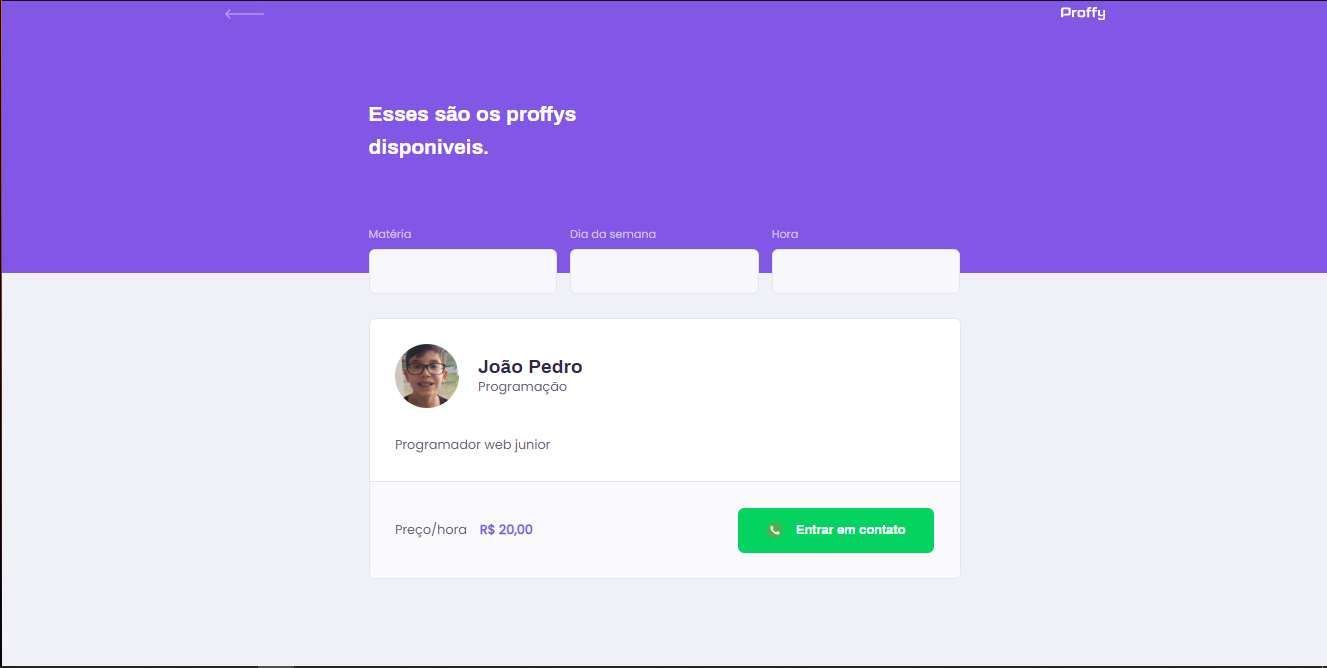 Proffy
Esses são os proffys
disponiveis.
Matéria
Dia da semana
Hora
João Pedro
Programação
Programador web junior
Preço/hora R$ 20,00
Entrar em contato